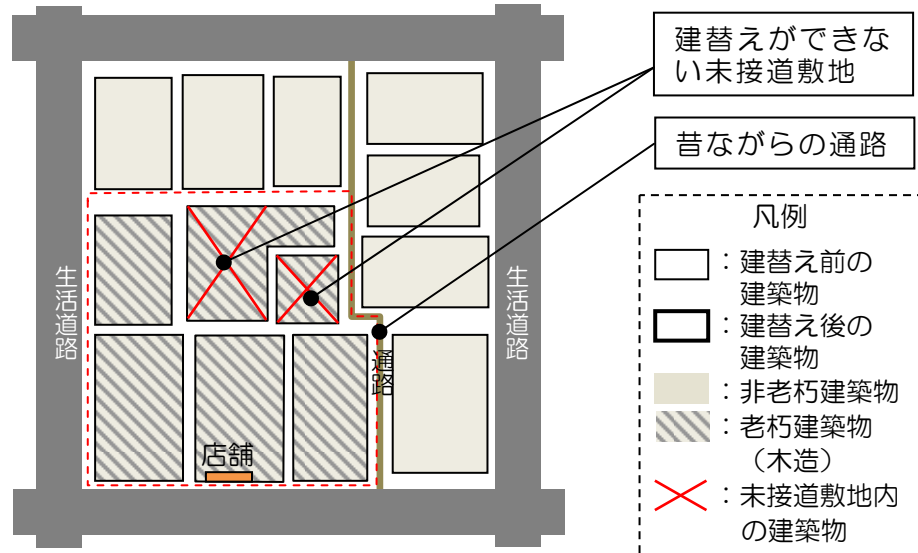 建替えができな
い未接道敷地
昔ながらの通路
生活道路
生活道路
通路
店舗
凡例
：建替え前の
建築物
：建替え後の
建築物
：非老朽建築物
：老朽建築物
（木造）
：未接道敷地内
の建築物